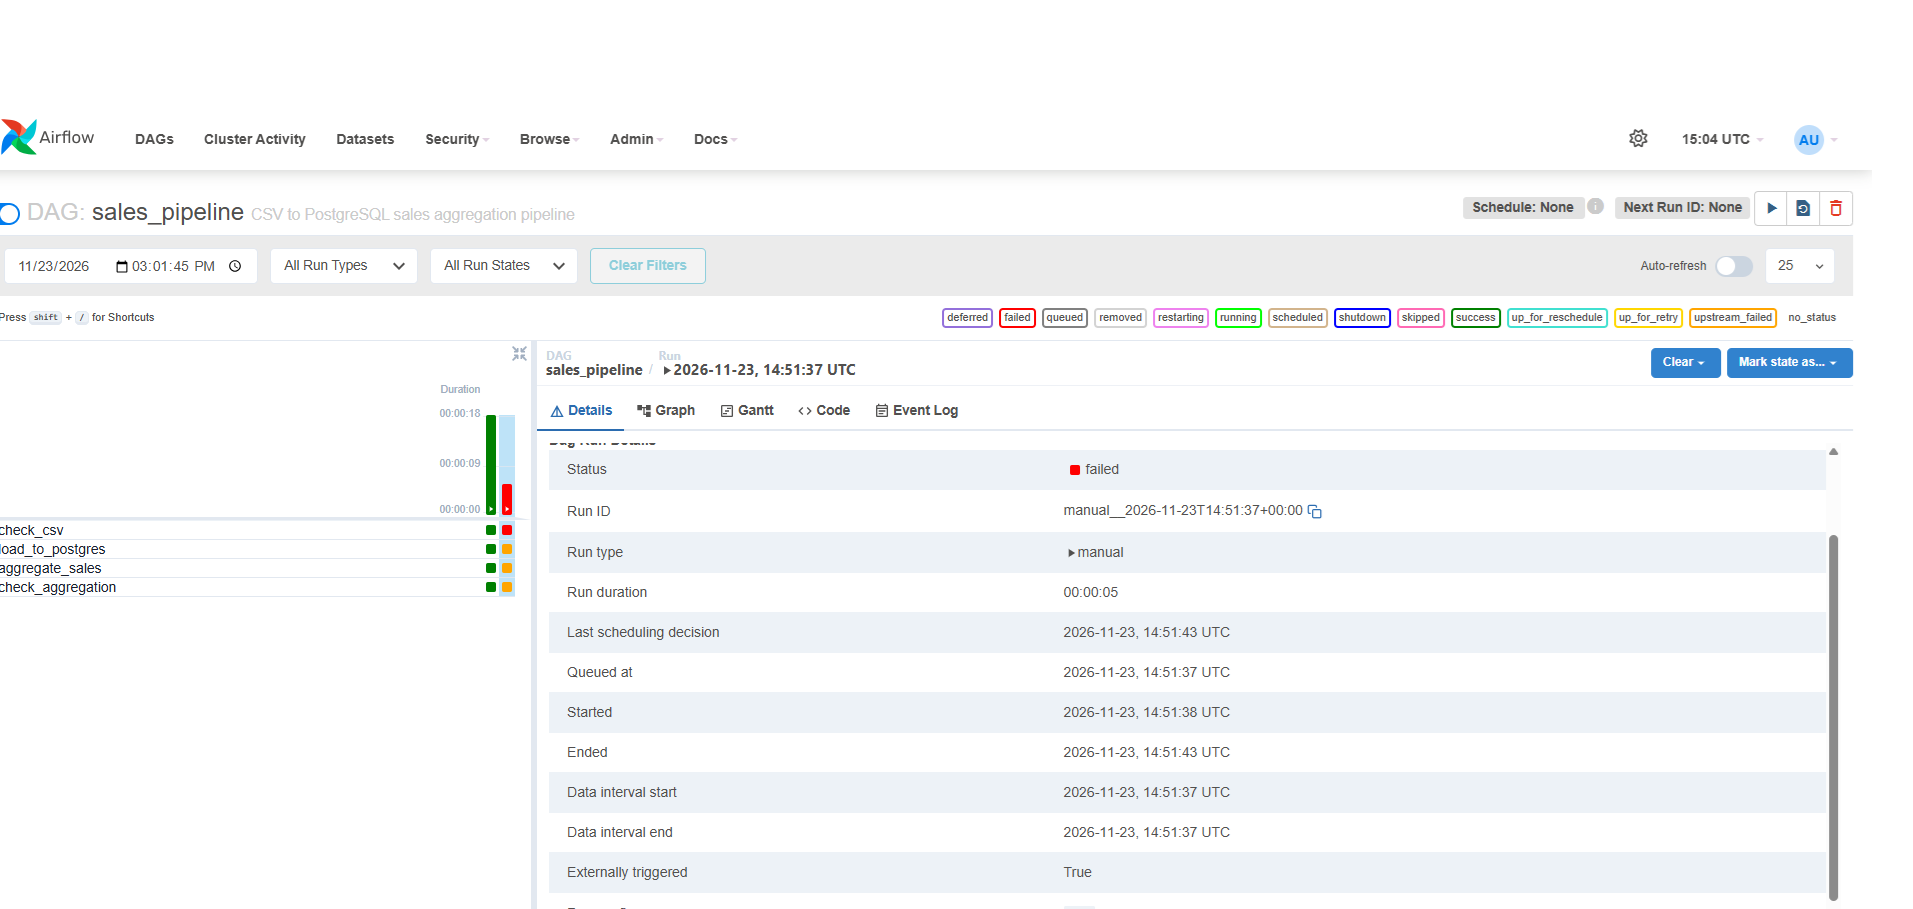 Airflow DAGs Cluster Activity Datasets Security Browse Admin Docs 15:04 UTC AU
DAG: sales_pipeline CSV to PostgreSQL sales aggregation pipeline Schedule: None i Next Run ID: None
11/23/2026 03:01:45 PM All Run Types All Run States Clear Filters Auto-refresh 25
Press shift + / for Shortcuts deferred failed queued removed restarting running scheduled shutdown skipped success up_for_reschedule up_for_retry upstream_failed no_status
Duration
00:00:18
00:00:09
00:00:00
check_csv
load_to_postgres
aggregate_sales
check_aggregation
DAG Run
sales_pipeline / 2026-11-23, 14:51:37 UTC Clear Mark state as...
Details Graph Gantt Code Event Log
Dag Run Details
Status failed
Run ID manual__2026-11-23T14:51:37+00:00
Run type manual
Run duration 00:00:05
Last scheduling decision 2026-11-23, 14:51:43 UTC
Queued at 2026-11-23, 14:51:37 UTC
Started 2026-11-23, 14:51:38 UTC
Ended 2026-11-23, 14:51:43 UTC
Data interval start 2026-11-23, 14:51:37 UTC
Data interval end 2026-11-23, 14:51:37 UTC
Externally triggered True